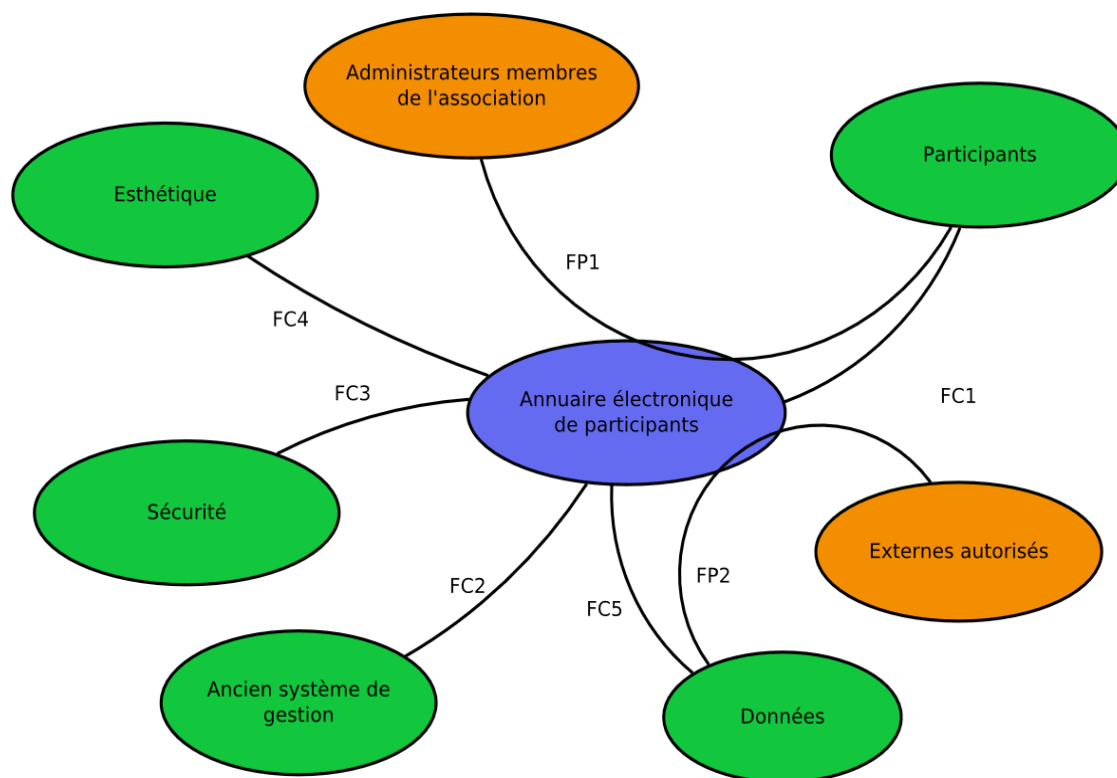 Administrateurs membres
de l'association
Participants
Esthétique
FP1
FC4
FC3
FC1
Annuaire électronique
de participants
Sécurité
Externes autorisés
FP2
FC2
FC5
Ancien système de
gestion
Données